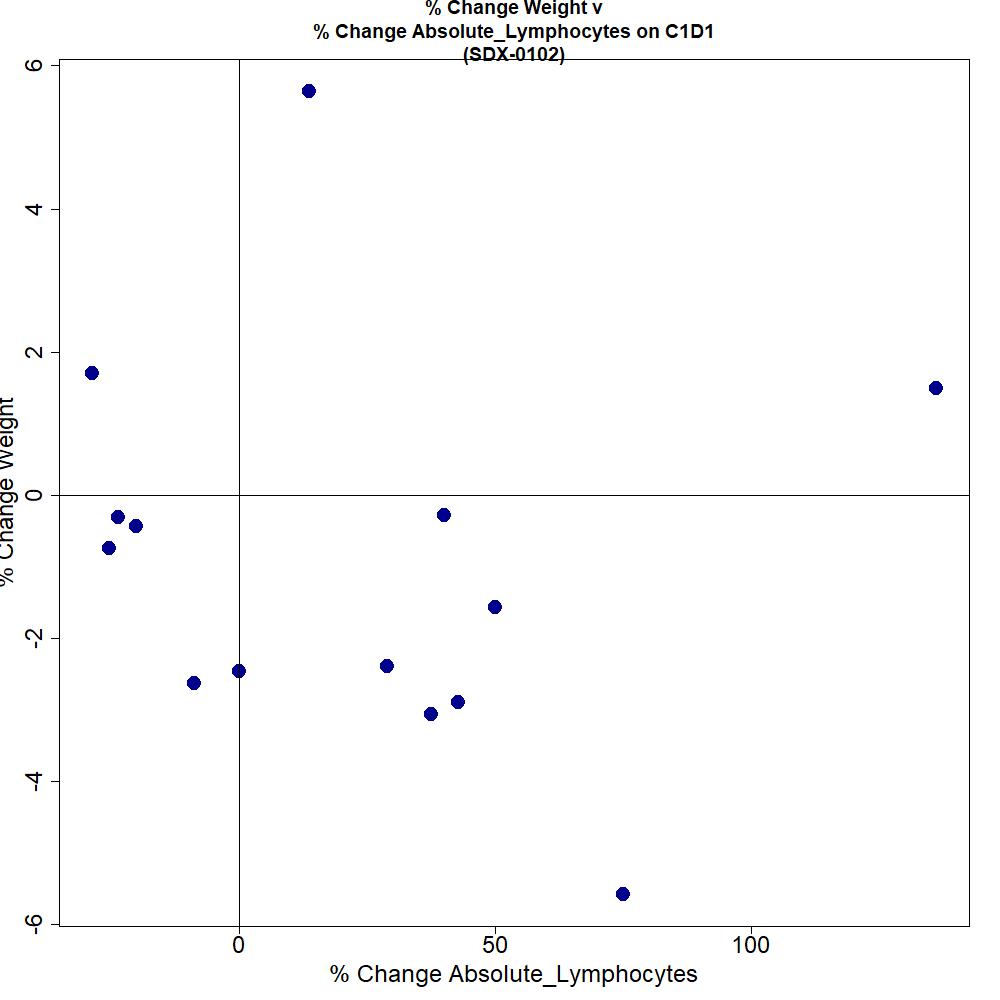 % Change Weight v
% Change Absolute_Lymphocytes on C1D1
(SDX-0102)
6
4
2
0
-2
-4
-6
% Change Weight
0
50
100
% Change Absolute_Lymphocytes